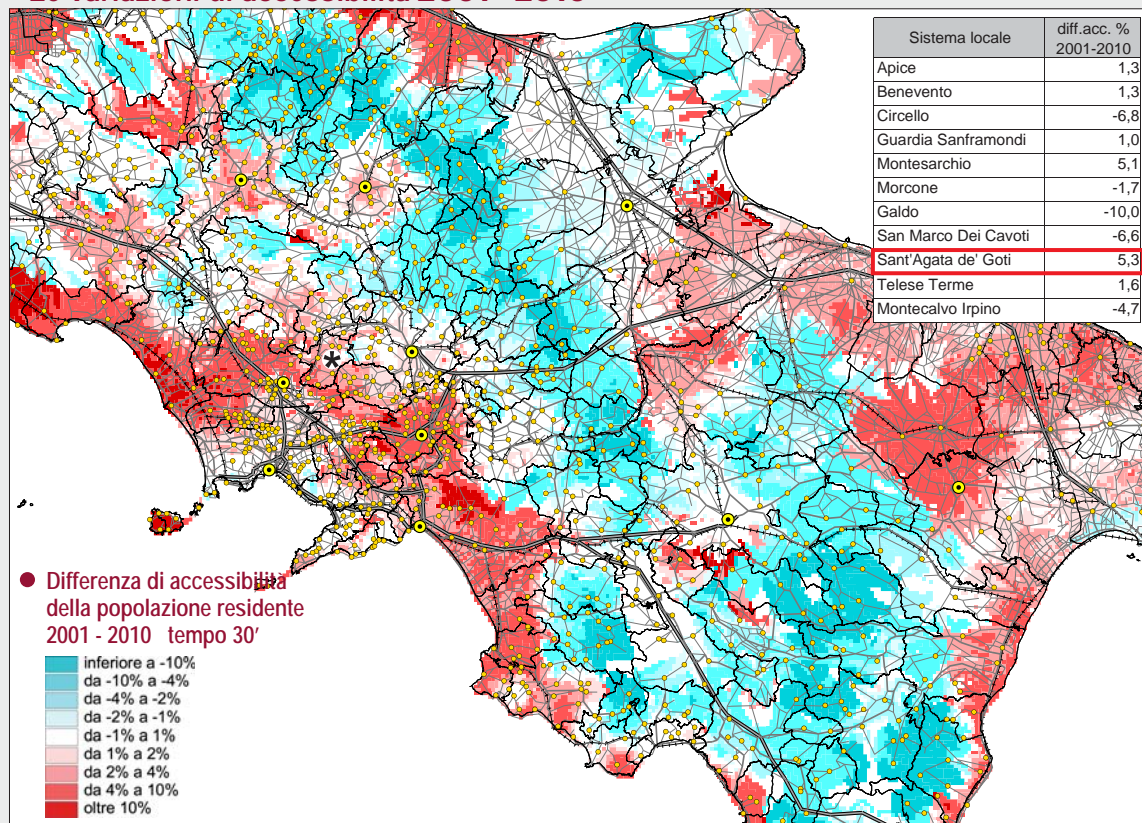 Sistema locale diff.acc. %
2001-2010
Apice 1,3
Benevento 1,3
Circello -6,8
Guardia Sanframondi 1,0
Montesarchio 5,1
Morcone -1,7
Galdo -10,0
San Marco Dei Cavoti -6,6
Sant'Agata de' Goti 5,3
Telese Terme 1,6
Montecalvo Irpino -4,7
*
● Differenza di accessibilità
della popolazione residente
2001 - 2010 tempo 30'
inferiore a -10%
da -10% a -4%
da -4% a -2%
da -2% a -1%
da -1% a 1%
da 1% a 2%
da 2% a 4%
da 4% a 10%
oltre 10%